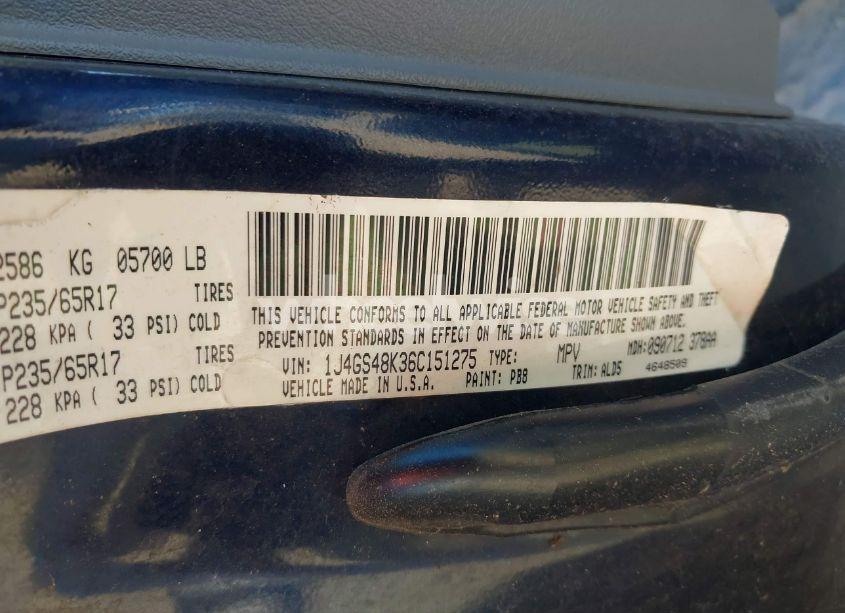 2586 KG 05700 LB
P235/65R17 TIRES
228 KPA ( 33 PSI) COLD
P235/65R17 TIRES
228 KPA ( 33 PSI) COLD
THIS VEHICLE CONFORMS TO ALL APPLICABLE FEDERAL MOTOR VEHICLE SAFETY AND THEFT
PREVENTION STANDARDS IN EFFECT ON THE DATE OF MANUFACTURE SHOWN ABOVE.
VIN: 1J4GS48K36C151275 TYPE: MPV MDH:090712 378AA
VEHICLE MADE IN U.S.A. PAINT: PB8 TRIM: ALD5 4648509